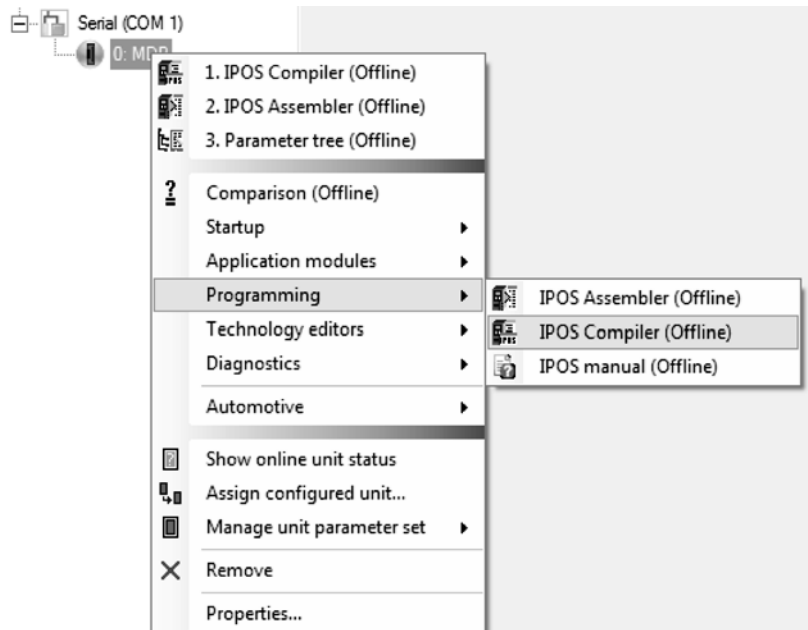 Serial (COM 1)
0: MD
1. IPOS Compiler (Offline)
2. IPOS Assembler (Offline)
3. Parameter tree (Offline)
Comparison (Offline)
Startup
Application modules
Programming
IPOS Assembler (Offline)
IPOS Compiler (Offline)
IPOS manual (Offline)
Technology editors
Diagnostics
Automotive
Show online unit status
Assign configured unit...
Manage unit parameter set
Remove
Properties...